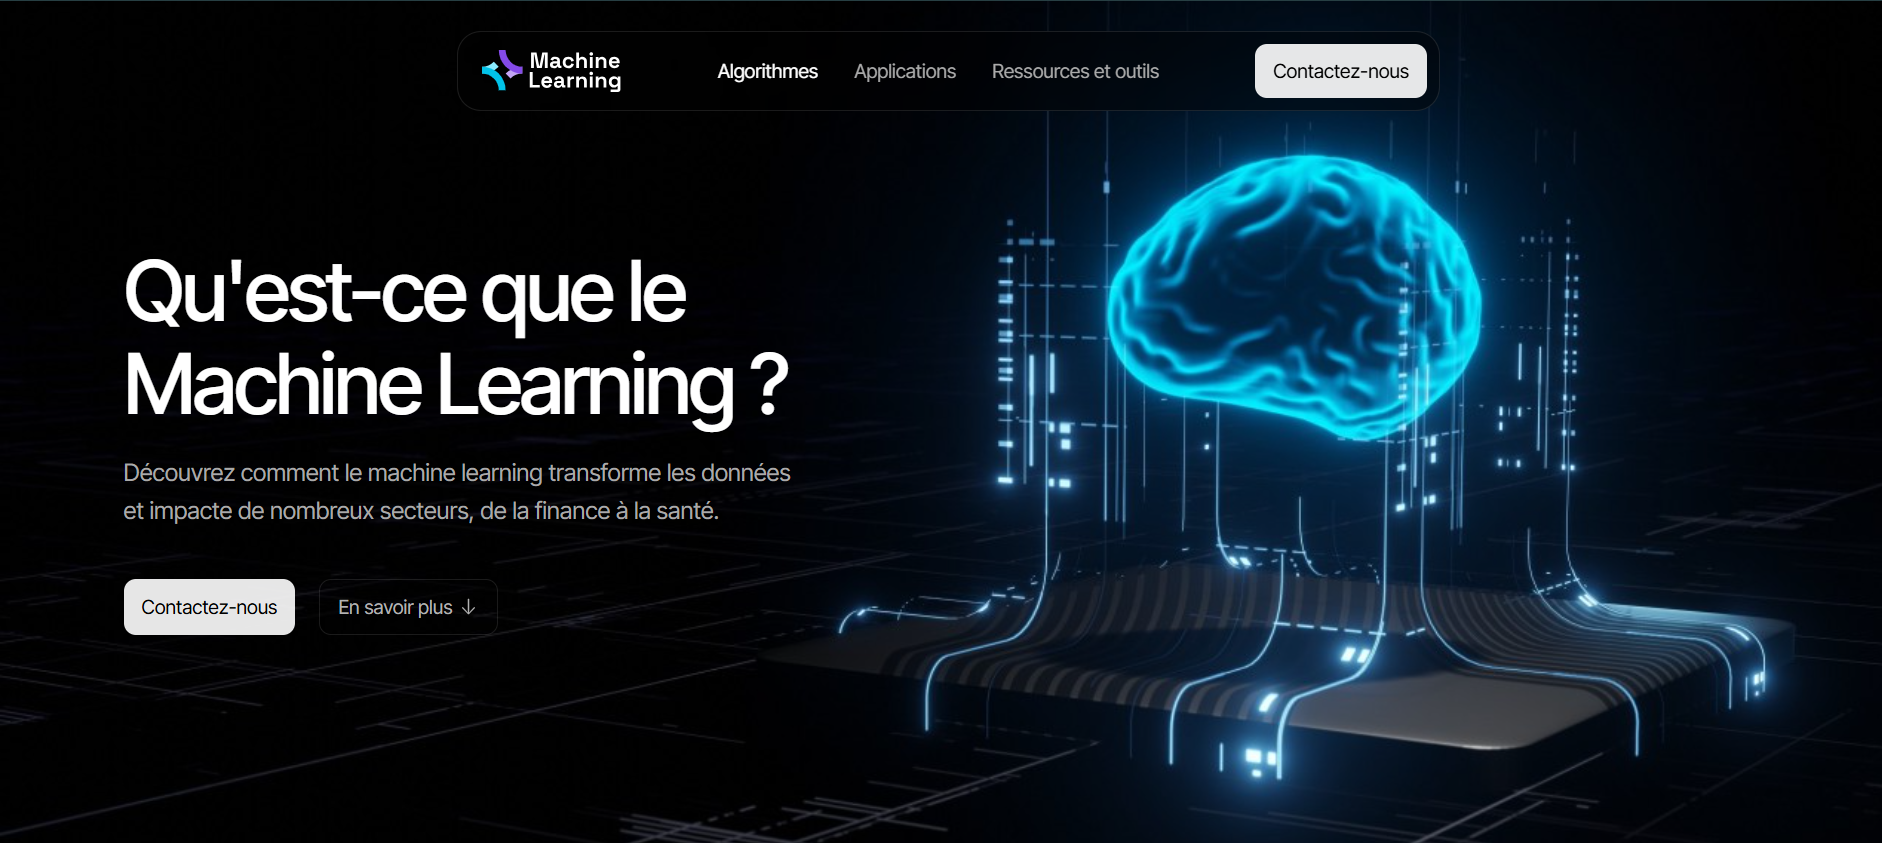 Machine
Learning
Algorithmes
Applications
Ressources et outils
Contactez-nous
Qu'est-ce que le
Machine Learning ?
Découvrez comment le machine learning transforme les données
et impacte de nombreux secteurs, de la finance à la santé.
Contactez-nous
En savoir plus ↓